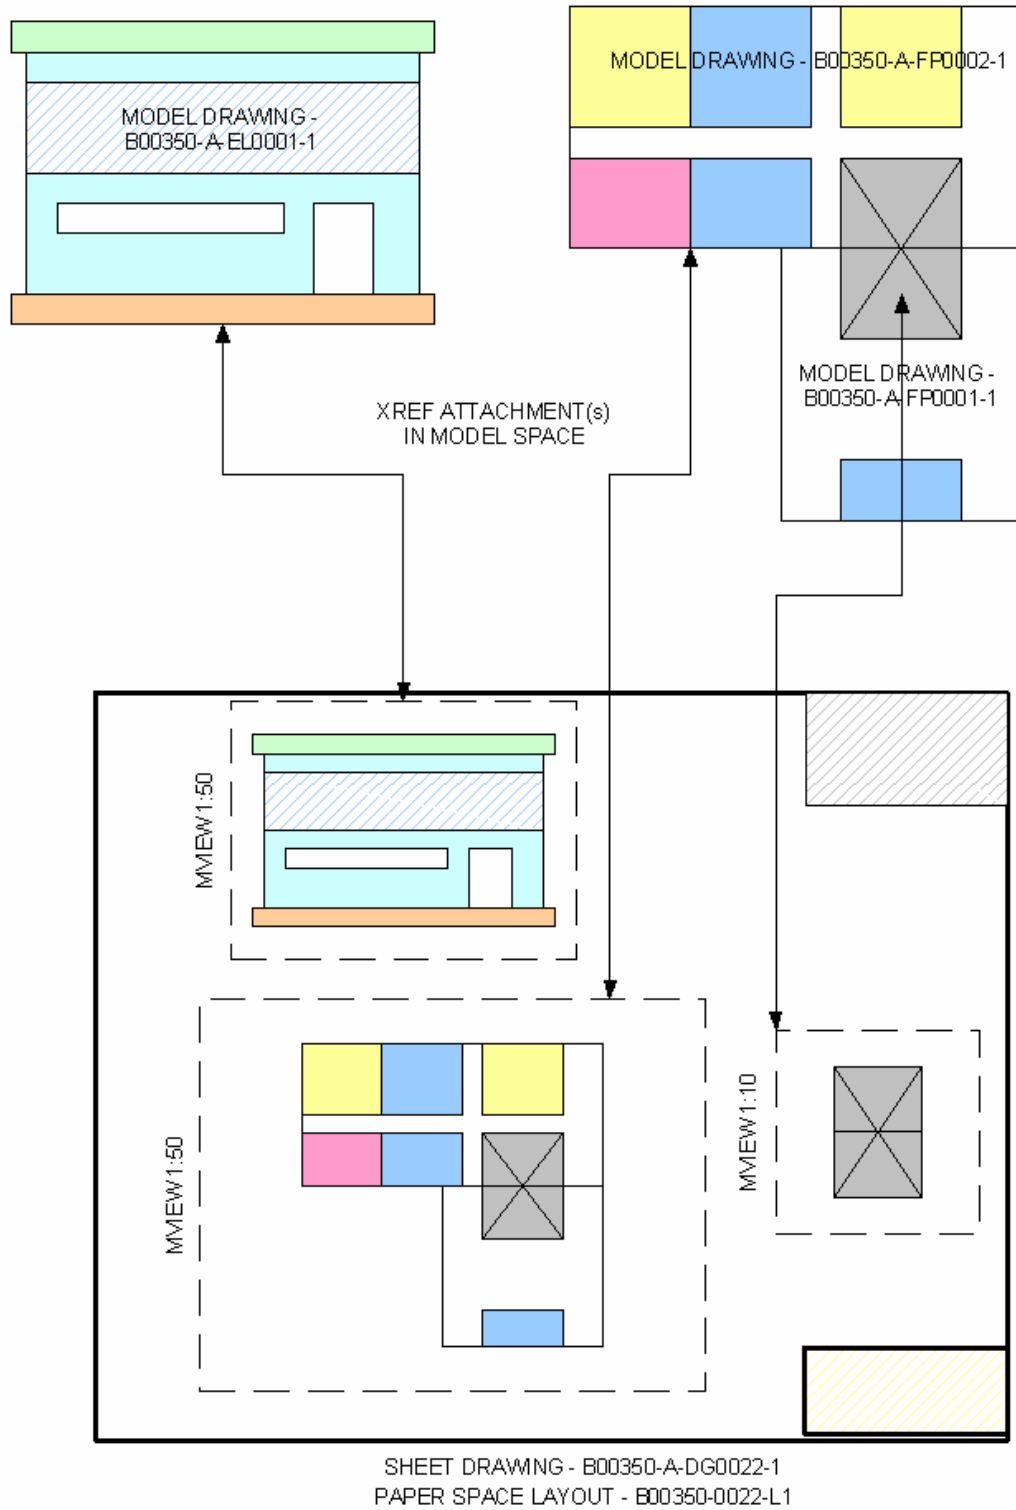 MODEL DRAWING - B00350-A-FP0002-1
MODEL DRAWING -
B00350-A-EL0001-1
MODEL DRAWING -
B00350-A-FP0001-1
XREF ATTACHMENT(s)
IN MODEL SPACE
MVIEW 1:50
MVIEW 1:50
MVIEW 1:10
SHEET DRAWING - B00350-A-DG0022-1
PAPER SPACE LAYOUT - B00350-0022-L1